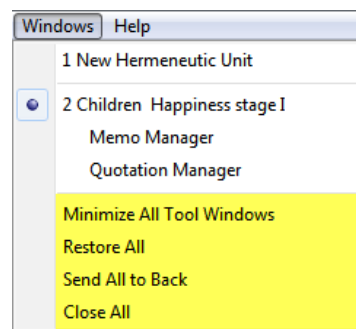 Windows Help
1 New Hermeneutic Unit
2 Children Happiness stage I
Memo Manager
Quotation Manager
Minimize All Tool Windows
Restore All
Send All to Back
Close All